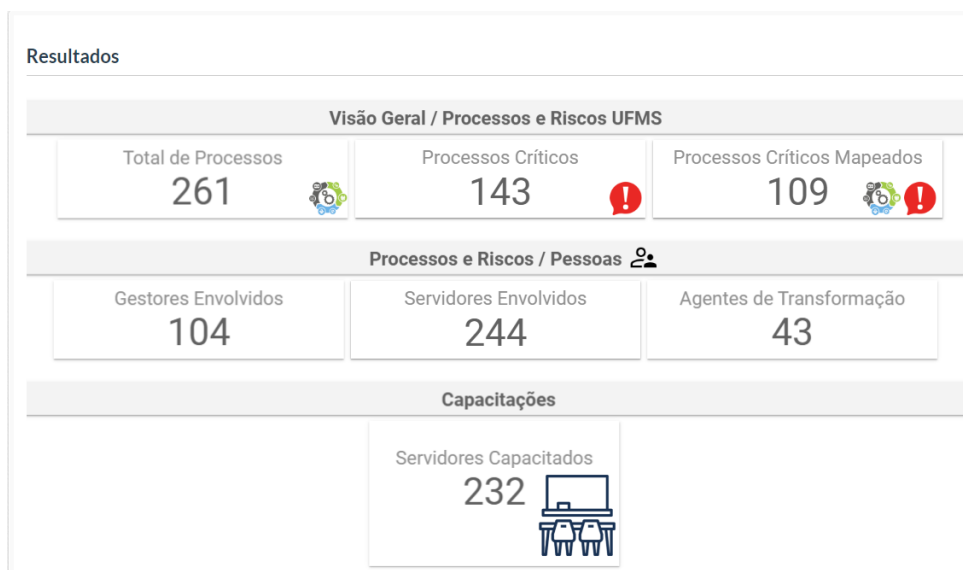 Resultados
Visão Geral / Processos e Riscos UFMS
Total de Processos
261
Processos Críticos
143
Processos Críticos Mapeados
109
Processos e Riscos / Pessoas
Gestores Envolvidos
104
Servidores Envolvidos
244
Agentes de Transformação
43
Capacitações
Servidores Capacitados
232